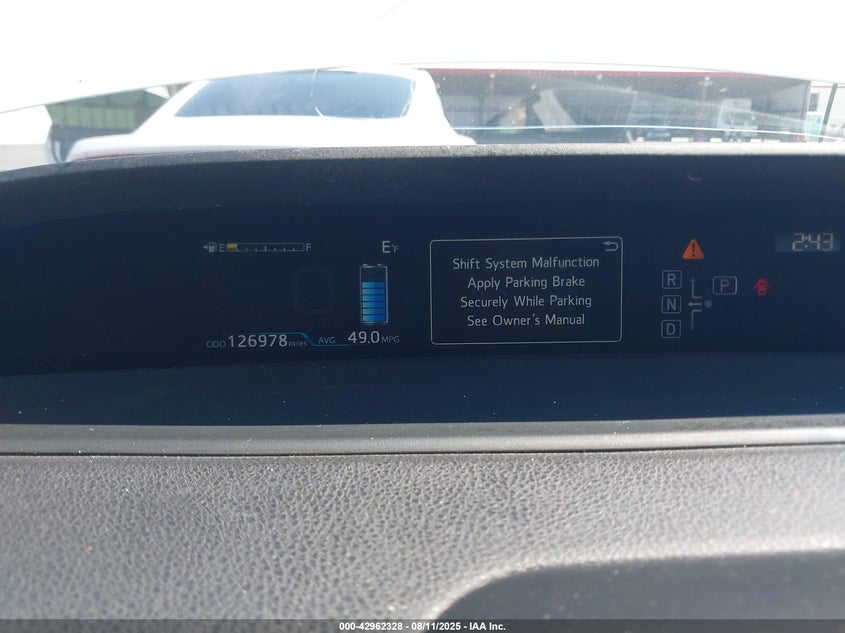 E F
E°F
2:43
Shift System Malfunction
Apply Parking Brake
Securely While Parking
See Owner's Manual
R
P
N
D
0
ODO 126978 miles AVG 49.0 MPG
000-42962328 - 08/11/2025 - IAA Inc.